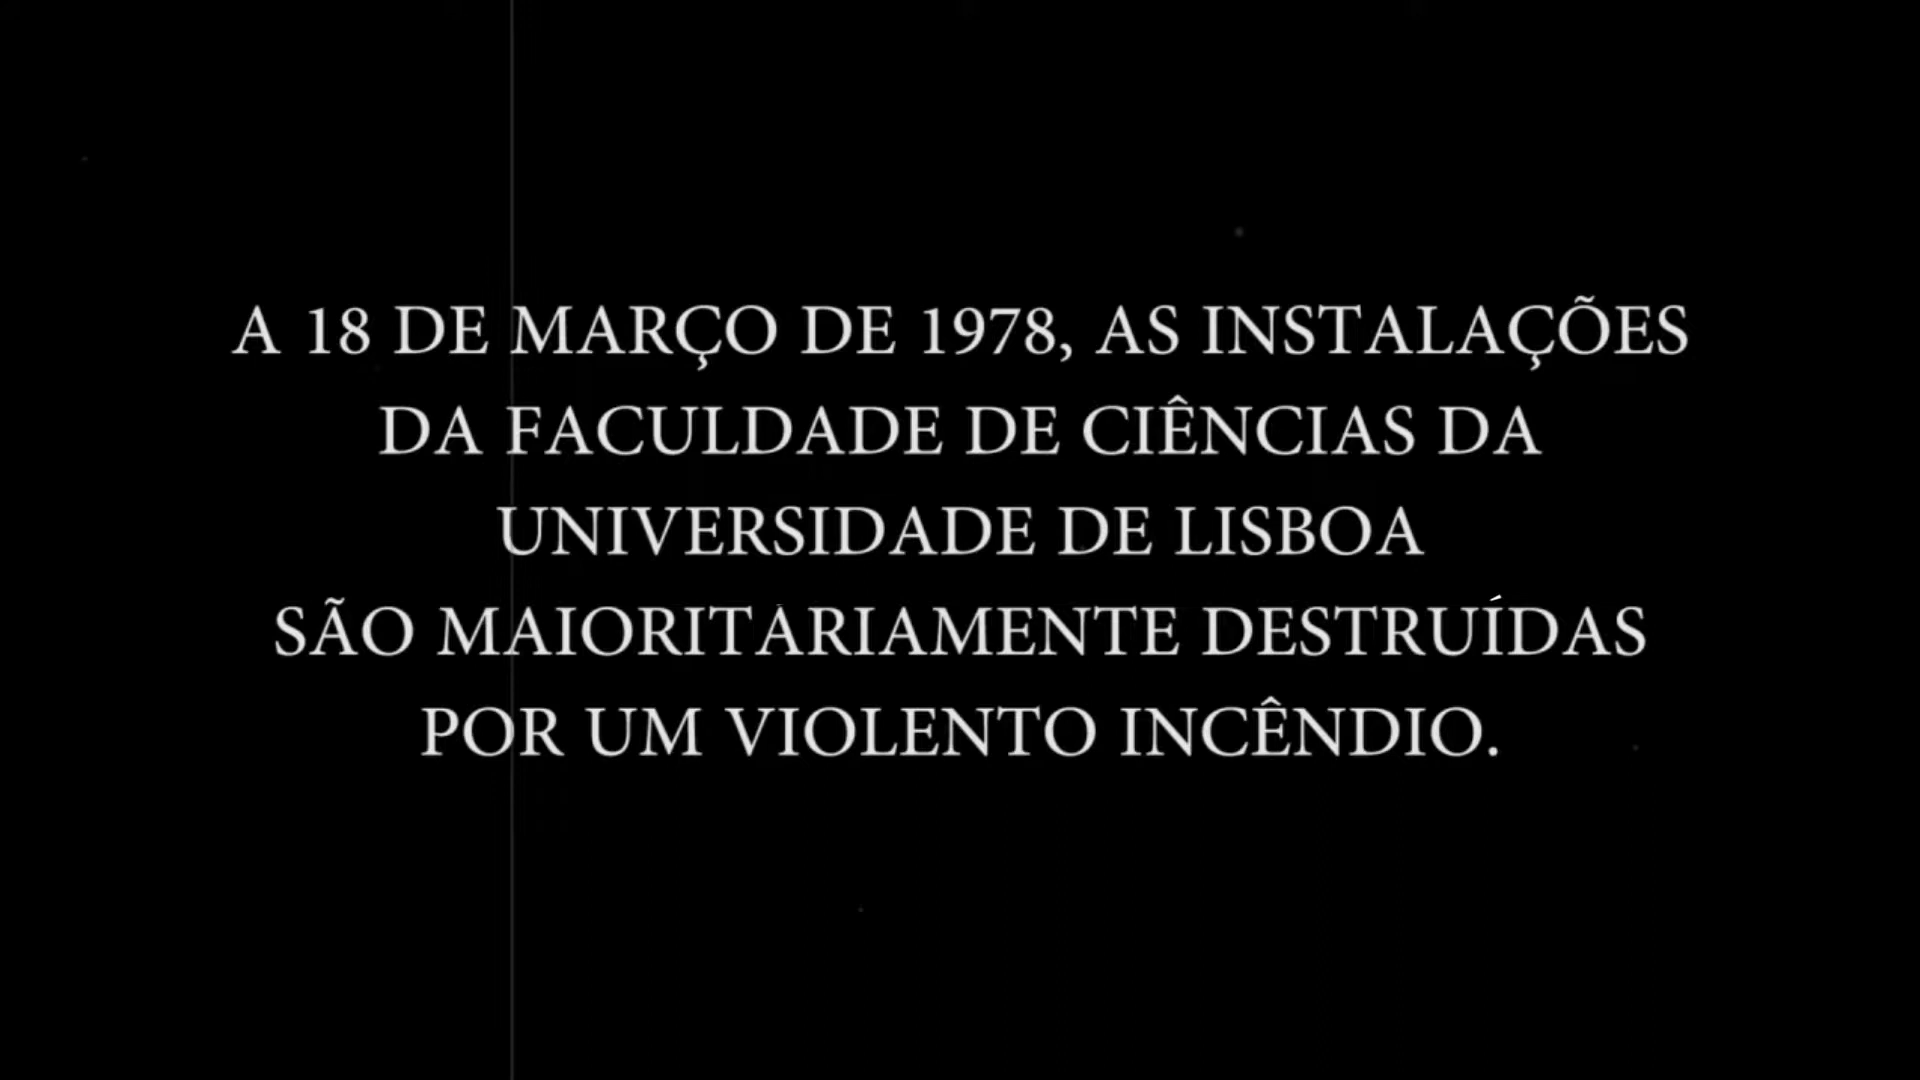 A 18 DE MARÇO DE 1978, AS INSTALAÇÕES
DA FACULDADE DE CIÊNCIAS DA
UNIVERSIDADE DE LISBOA
SÃO MAIORITARIAMENTE DESTRUÍDAS
POR UM VIOLENTO INCÊNDIO.